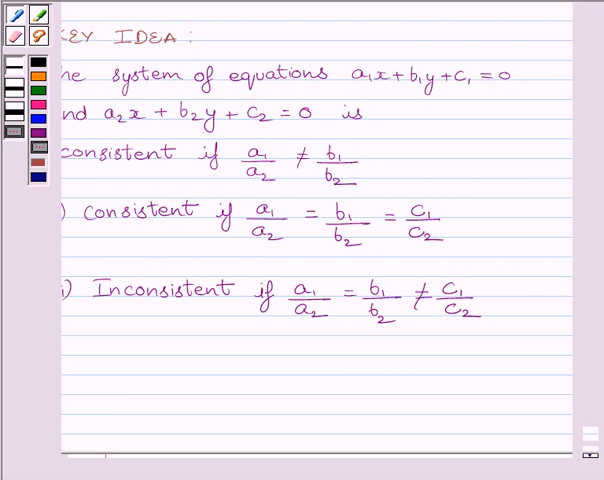 KEY IDEA :
he system of equations a₁x + b₁y + c₁ = 0
nd a₂x + b₂y + c₂ = 0 is
consistent if a₁/a₂ ≠ b₁/b₂
) Consistent if a₁/a₂ = b₁/b₂ = c₁/c₂
i) Inconsistent if a₁/a₂ = b₁/b₂ ≠ c₁/c₂